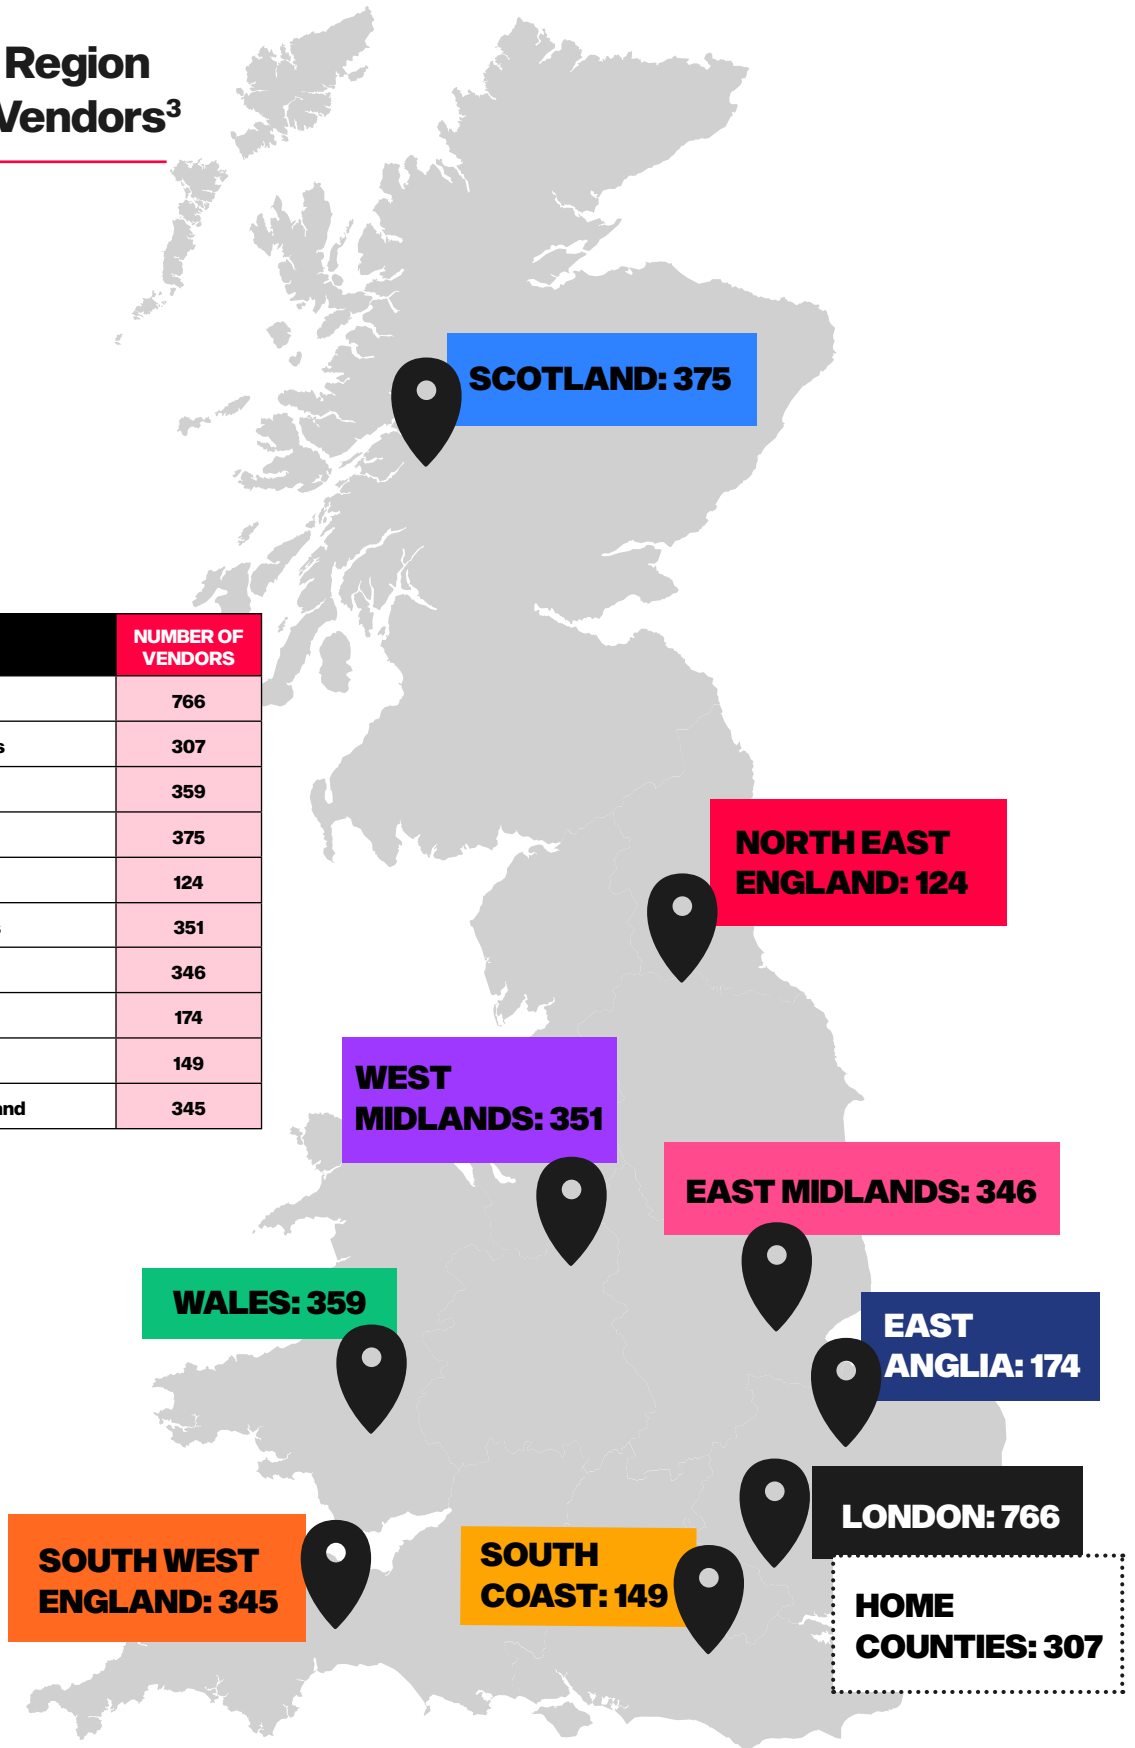 Region
Vendors³
SCOTLAND: 375
NUMBER OF
VENDORS
766
307
359
375
124
351
346
174
149
345
NORTH EAST
ENGLAND: 124
WEST
MIDLANDS: 351
EAST MIDLANDS: 346
WALES: 359
EAST
ANGLIA: 174
LONDON: 766
SOUTH WEST
ENGLAND: 345
SOUTH
COAST: 149
HOME
COUNTIES: 307